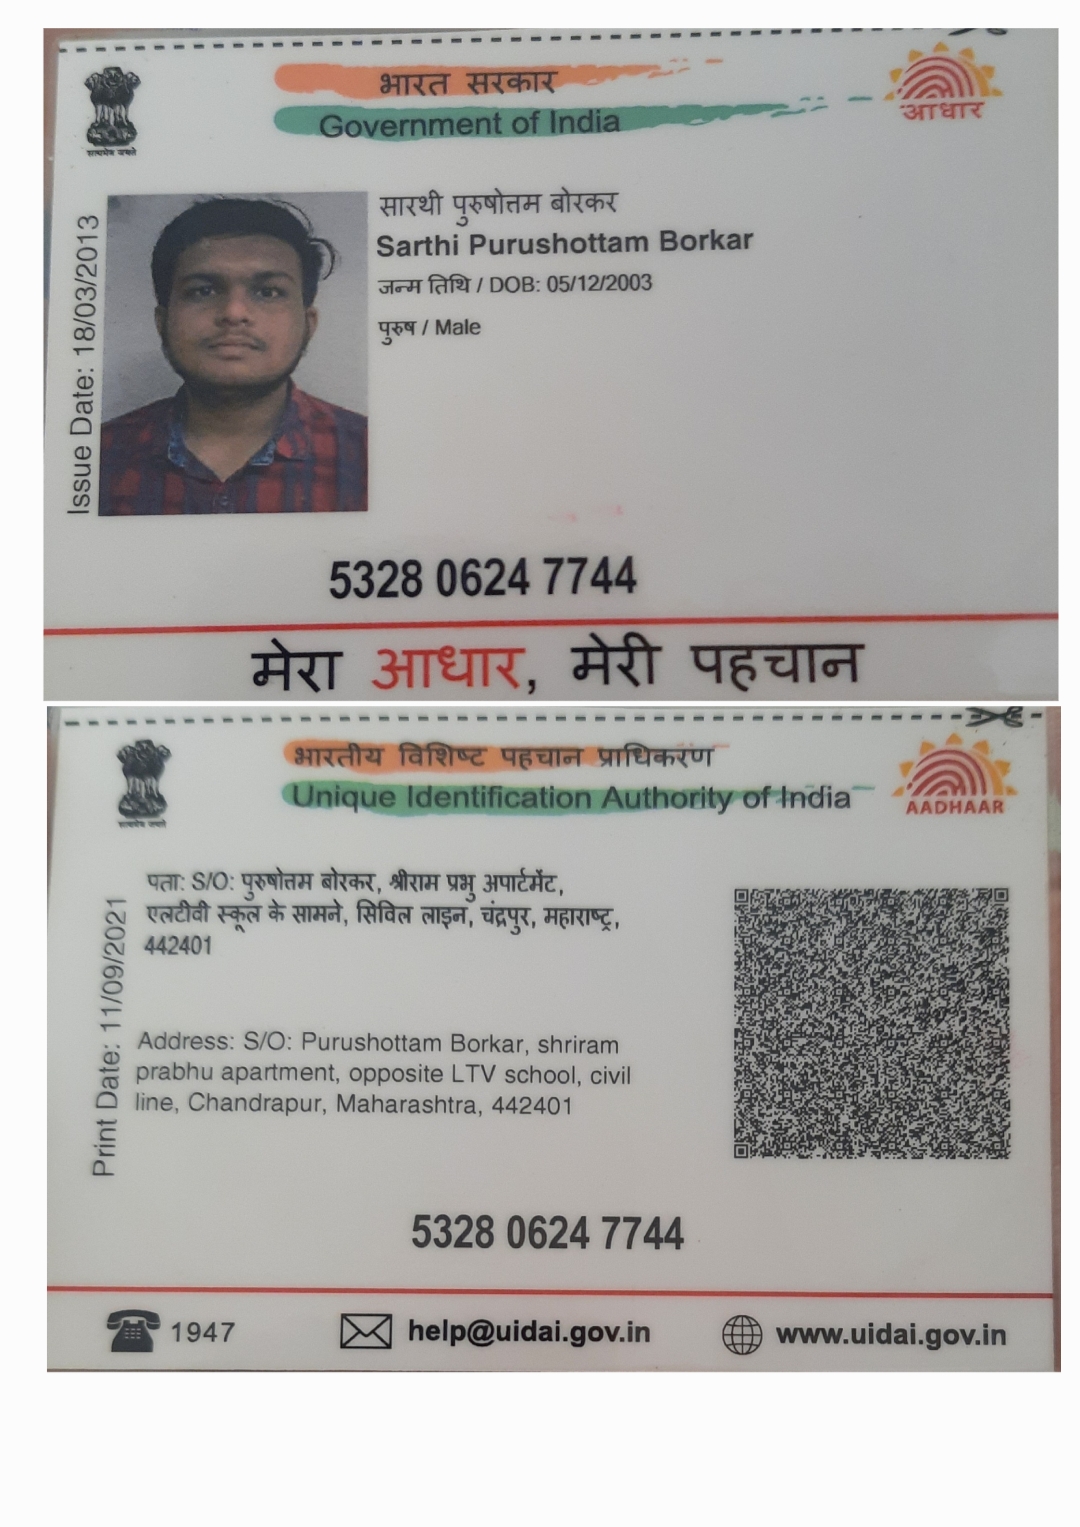 भारत सरकार
Government of India
आधार
सत्यमेव जयते
Issue Date: 18/03/2013
सारथी पुरुषोत्तम बोरकर
Sarthi Purushottam Borkar
जन्म तिथि / DOB: 05/12/2003
पुरुष / Male
5328 0624 7744
मेरा आधार, मेरी पहचान
भारतीय विशिष्ट पहचान प्राधिकरण
Unique Identification Authority of India
AADHAAR
सत्यमेव जयते
Print Date: 11/09/2021
पता: S/O: पुरुषोत्तम बोरकर, श्रीराम प्रभु अपार्टमेंट,
एलटीवी स्कूल के सामने, सिविल लाइन, चंद्रपुर, महाराष्ट्र,
442401
Address: S/O: Purushottam Borkar, shriram
prabhu apartment, opposite LTV school, civil
line, Chandrapur, Maharashtra, 442401
5328 0624 7744
1947
help@uidai.gov.in
www.uidai.gov.in